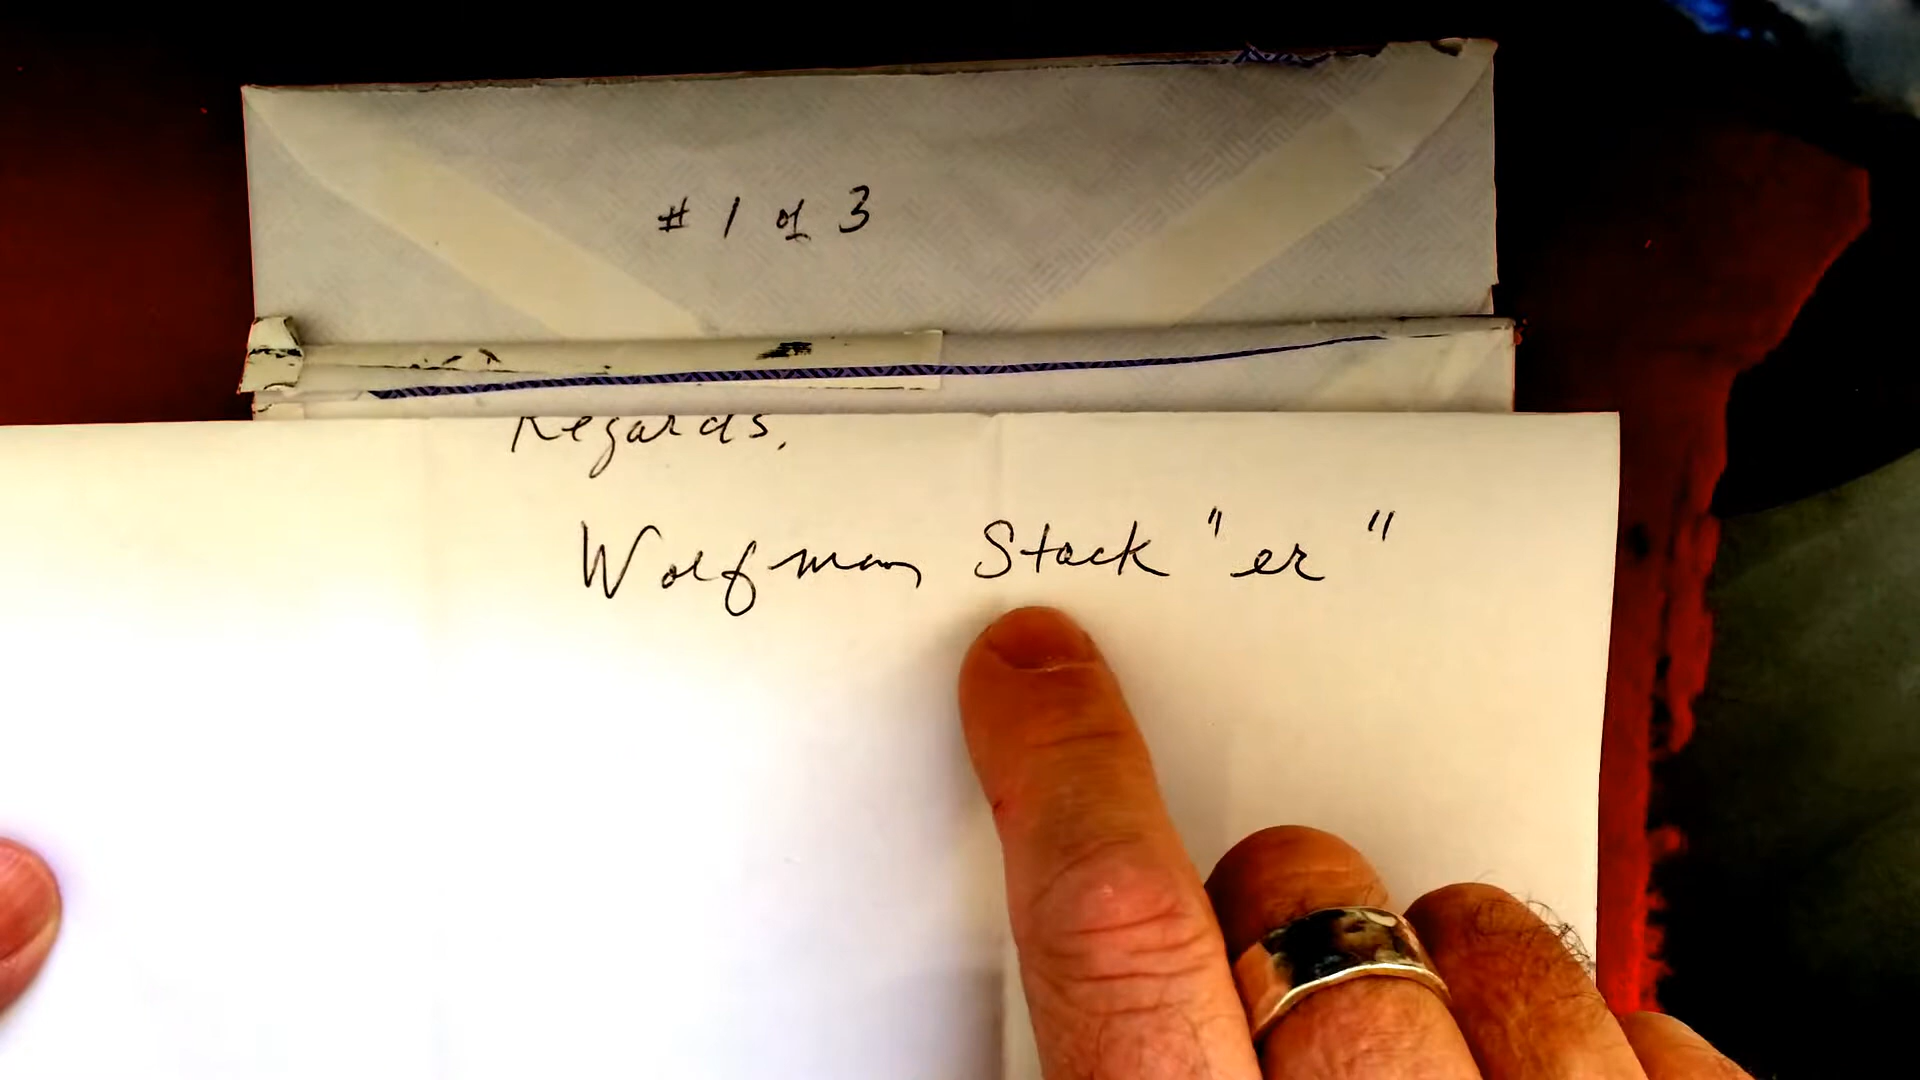 # 1 of 3
Regards,
Wolfman Stack "er"